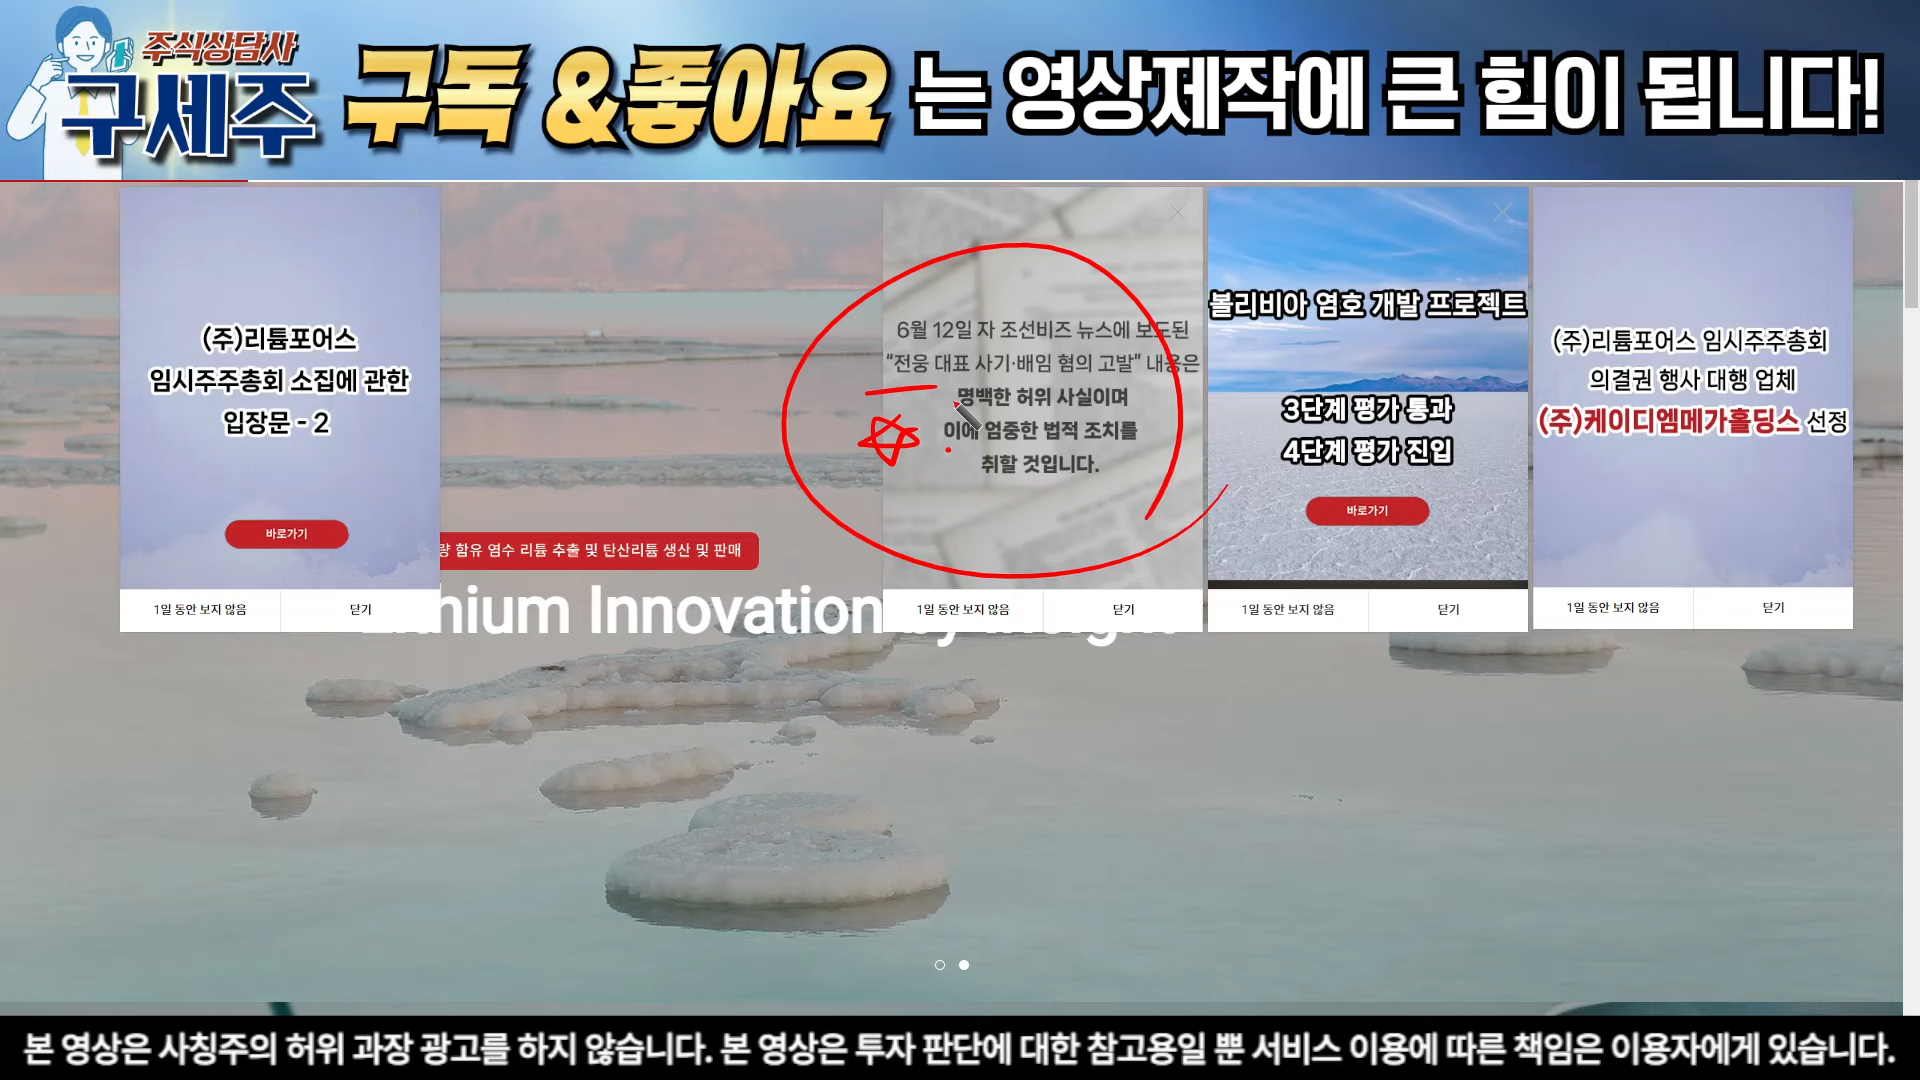 주식상담사
구세주
구독 &좋아요는 영상제작에 큰 힘이 됩니다!
(주)리튬포어스
임시주주총회 소집에 관한
입장문 - 2
바로가기
1일 동안 보지 않음
닫기
함유 염수 리튬 추출 및 탄산리튬 생산 및 판매
Innovation
6월 12일 자 조선비즈 뉴스에 보도된
“전웅 대표 사기·배임 혐의 고발” 내용은
명백한 허위 사실이며
이에 엄중한 법적 조치를
취할 것입니다.
1일 동안 보지 않음
닫기
볼리비아 염호 개발 프로젝트
3단계 평가 통과
4단계 평가 진입
바로가기
1일 동안 보지 않음
닫기
(주)리튬포어스 임시주주총회
의결권 행사 대행 업체
(주)케이디엠메가홀딩스 선정
1일 동안 보지 않음
닫기
본 영상은 사칭주의 허위 과장 광고를 하지 않습니다. 본 영상은 투자 판단에 대한 참고용일 뿐 서비스 이용에 따른 책임은 이용자에게 있습니다.